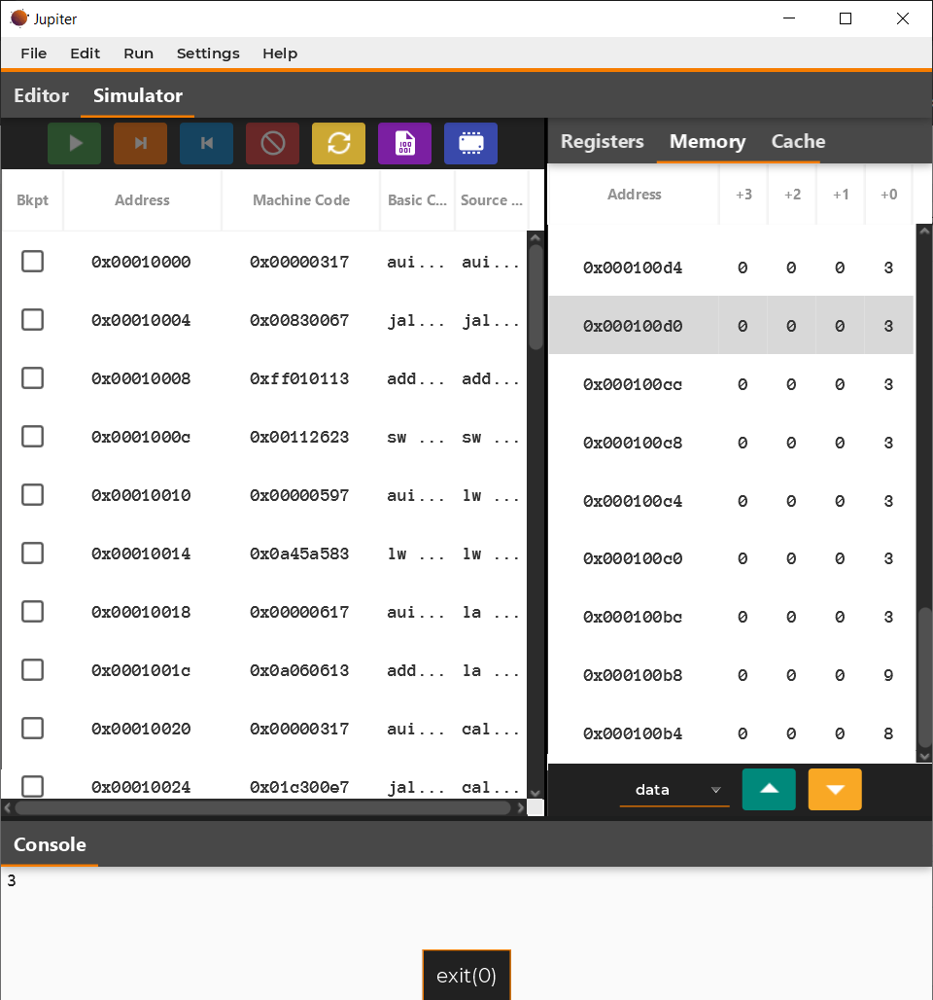 Jupiter
File Edit Run Settings Help
Editor Simulator
Registers Memory Cache
Bkpt Address Machine Code Basic C... Source ...
0x00010000 0x00000317 aui... aui...
0x00010004 0x00830067 jal... jal...
0x00010008 0xff010113 add... add...
0x0001000c 0x00112623 sw ... sw ...
0x00010010 0x00000597 aui... lw ...
0x00010014 0x0a45a583 lw ... lw ...
0x00010018 0x00000617 aui... la ...
0x0001001c 0x0a060613 add... la ...
0x00010020 0x00000317 aui... cal...
0x00010024 0x01c300e7 jal... cal...
Address +3 +2 +1 +0
0x000100d4 0 0 0 3
0x000100d0 0 0 0 3
0x000100cc 0 0 0 3
0x000100c8 0 0 0 3
0x000100c4 0 0 0 3
0x000100c0 0 0 0 3
0x000100bc 0 0 0 3
0x000100b8 0 0 0 9
0x000100b4 0 0 0 8
data
Console
3
exit(0)